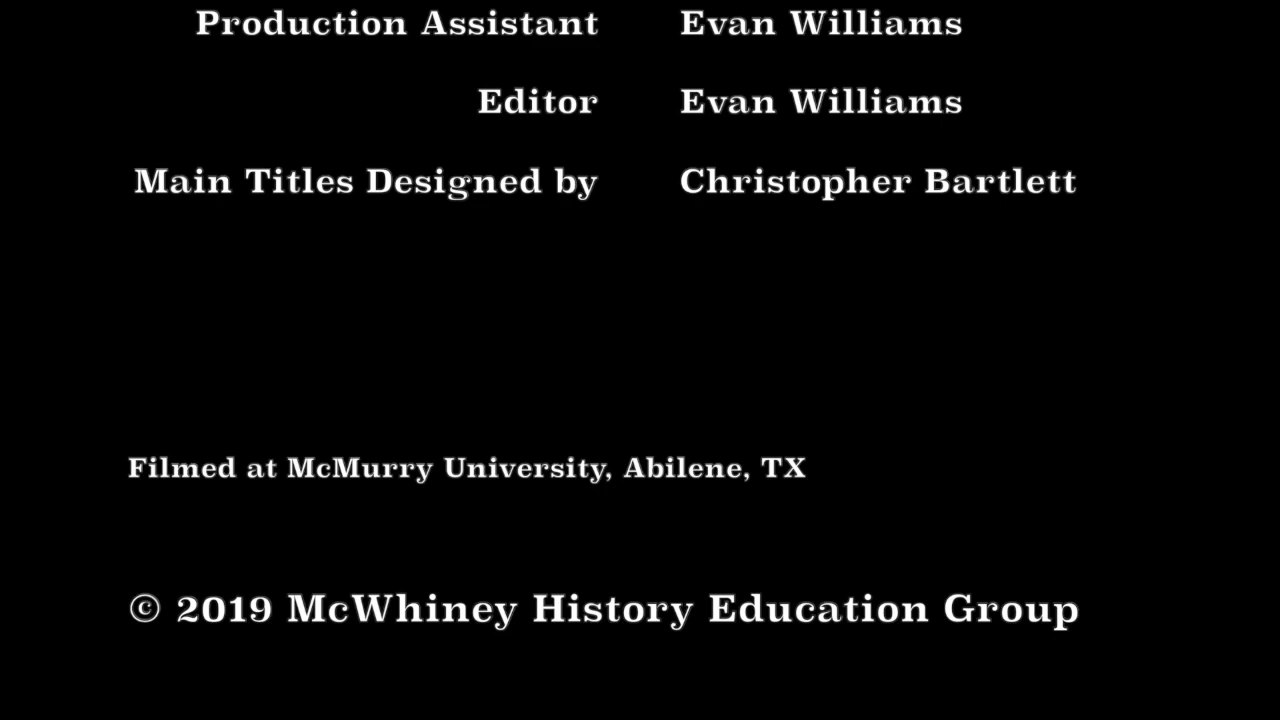 Production Assistant Evan Williams
Editor Evan Williams
Main Titles Designed by Christopher Bartlett
Filmed at McMurry University, Abilene, TX
© 2019 McWhiney History Education Group